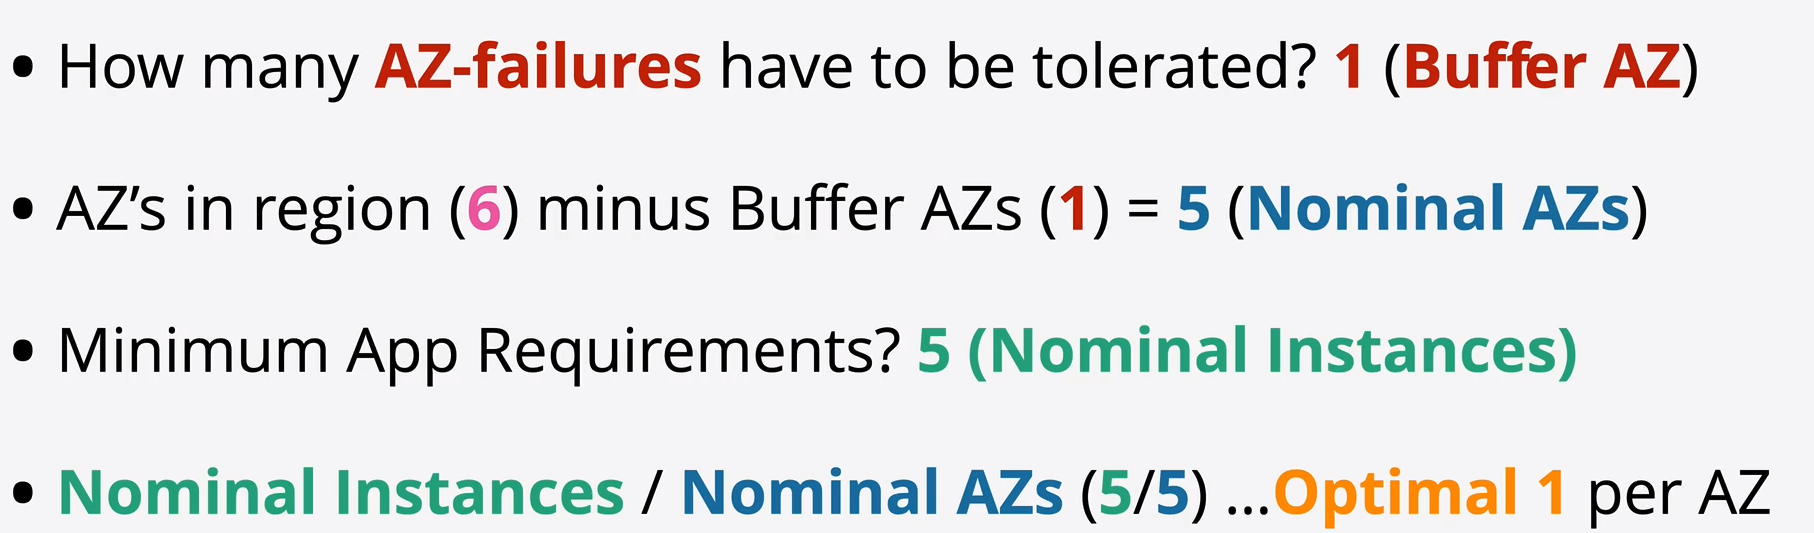 • How many AZ-failures have to be tolerated? 1 (Buffer AZ)
• AZ’s in region (6) minus Buffer AZs (1) = 5 (Nominal AZs)
• Minimum App Requirements? 5 (Nominal Instances)
• Nominal Instances / Nominal AZs (5/5) ...Optimal 1 per AZ